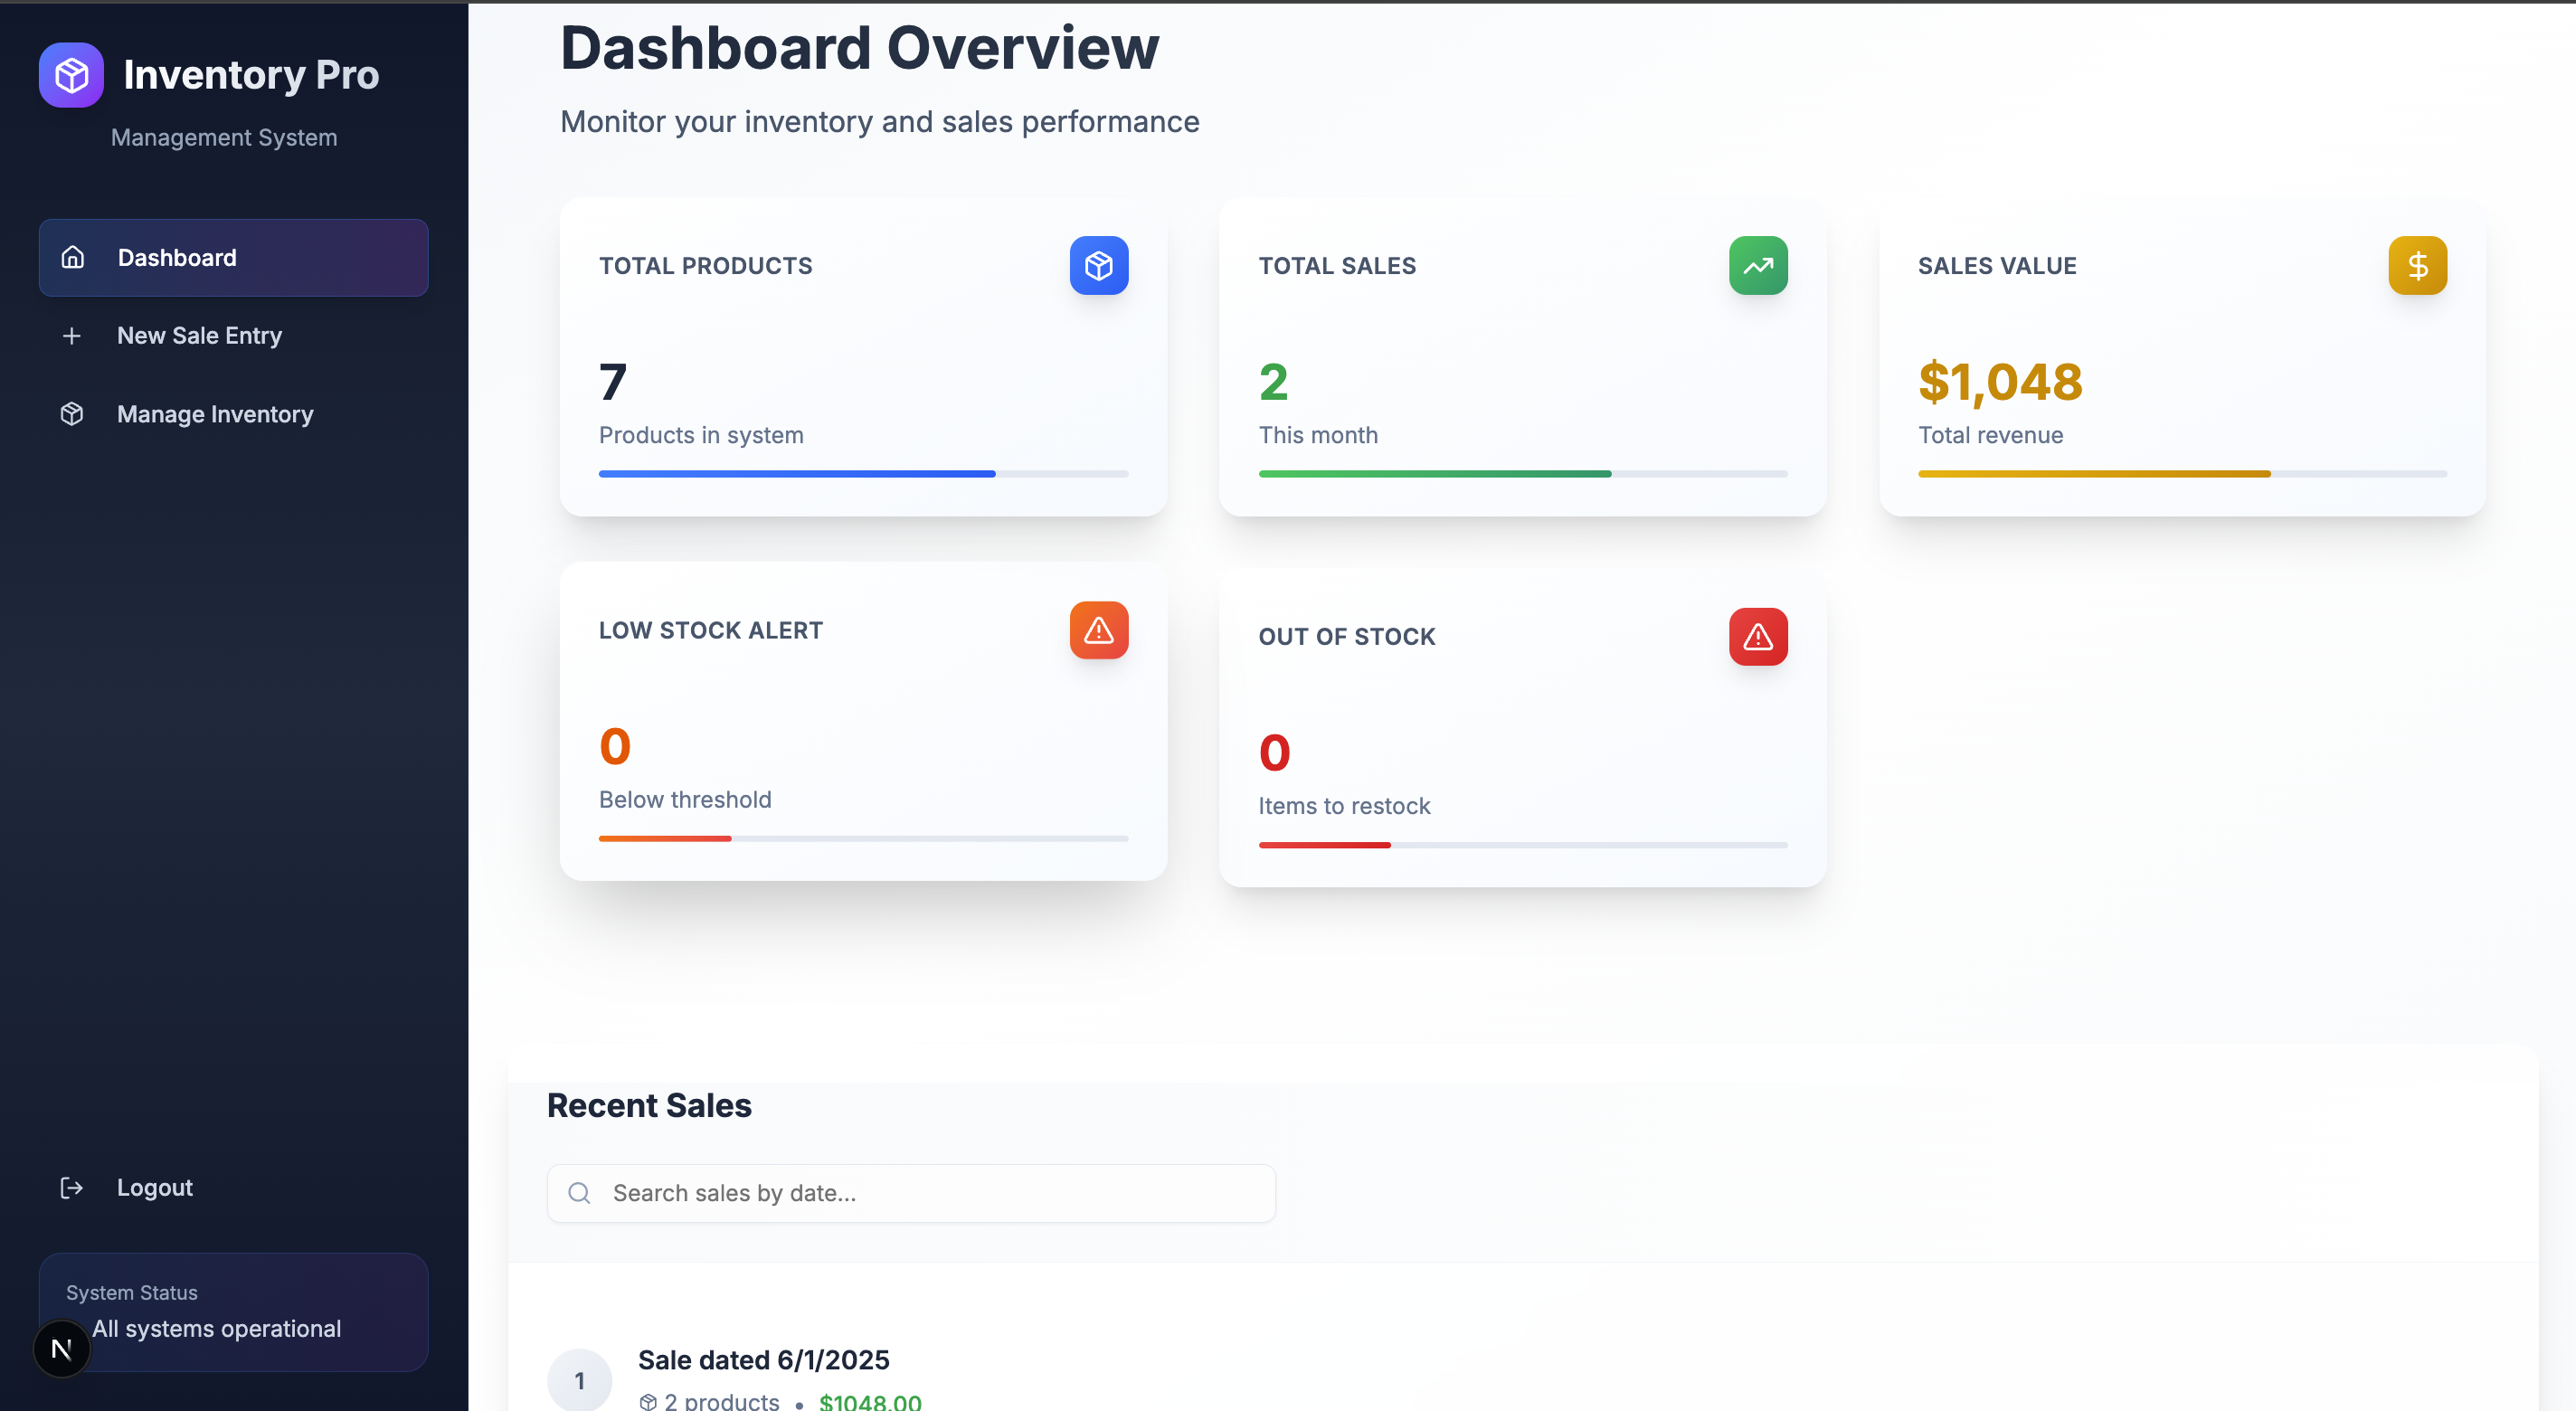 Inventory Pro
Management System
Dashboard
New Sale Entry
Manage Inventory
Logout
System Status
All systems operational
N
Dashboard Overview
Monitor your inventory and sales performance
TOTAL PRODUCTS
7
Products in system
TOTAL SALES
2
This month
SALES VALUE
$
$1,048
Total revenue
LOW STOCK ALERT
0
Below threshold
OUT OF STOCK
0
Items to restock
Recent Sales
Search sales by date...
1
Sale dated 6/1/2025
2 products • $1048.00